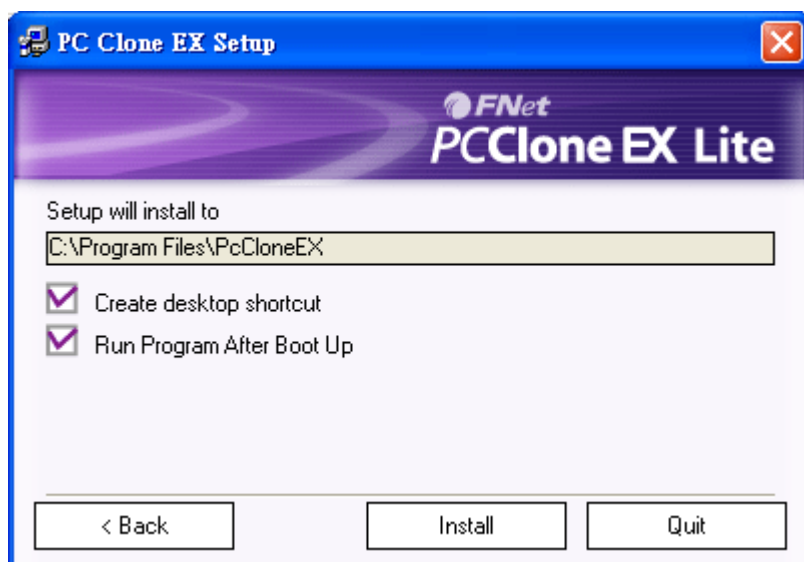 PC Clone EX Setup
FNet
PCClone EX Lite
Setup will install to
C:\Program Files\PcCloneEX
Create desktop shortcut
Run Program After Boot Up
< Back
Install
Quit